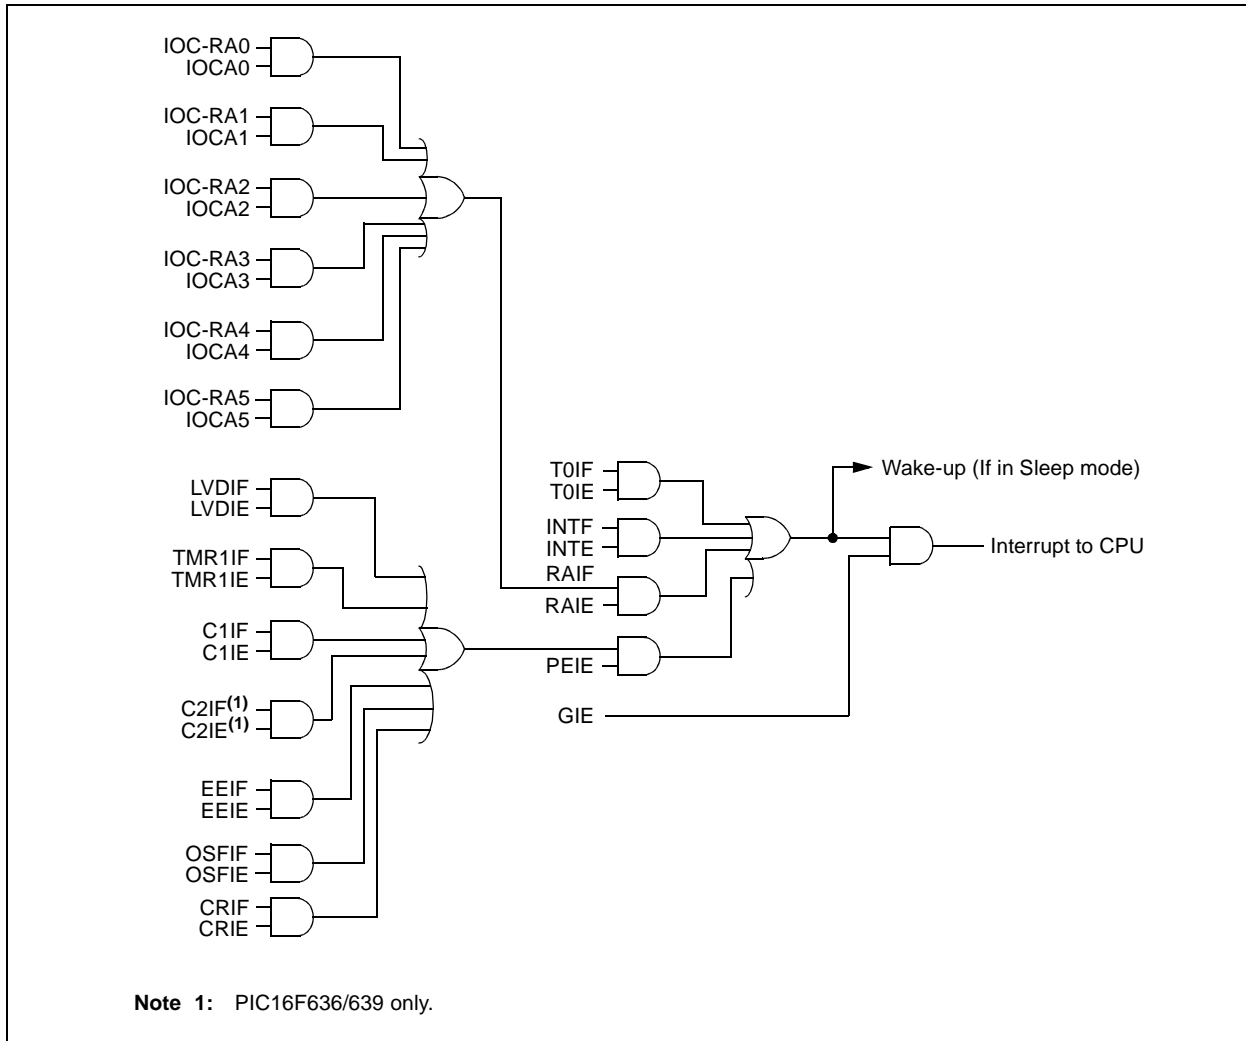 IOC-RA0
IOCA0
IOC-RA1
IOCA1
IOC-RA2
IOCA2
IOC-RA3
IOCA3
IOC-RA4
IOCA4
IOC-RA5
IOCA5
LVDIF
LVDIE
TMR1IF
TMR1IE
C1IF
C1IE
C2IF(1)
C2IE(1)
EEIF
EEIE
OSFIF
OSFIE
CRIF
CRIE
T0IF
T0IE
INTF
INTE
RAIF
RAIE
PEIE
GIE
Wake-up (If in Sleep mode)
Interrupt to CPU
Note 1: PIC16F636/639 only.